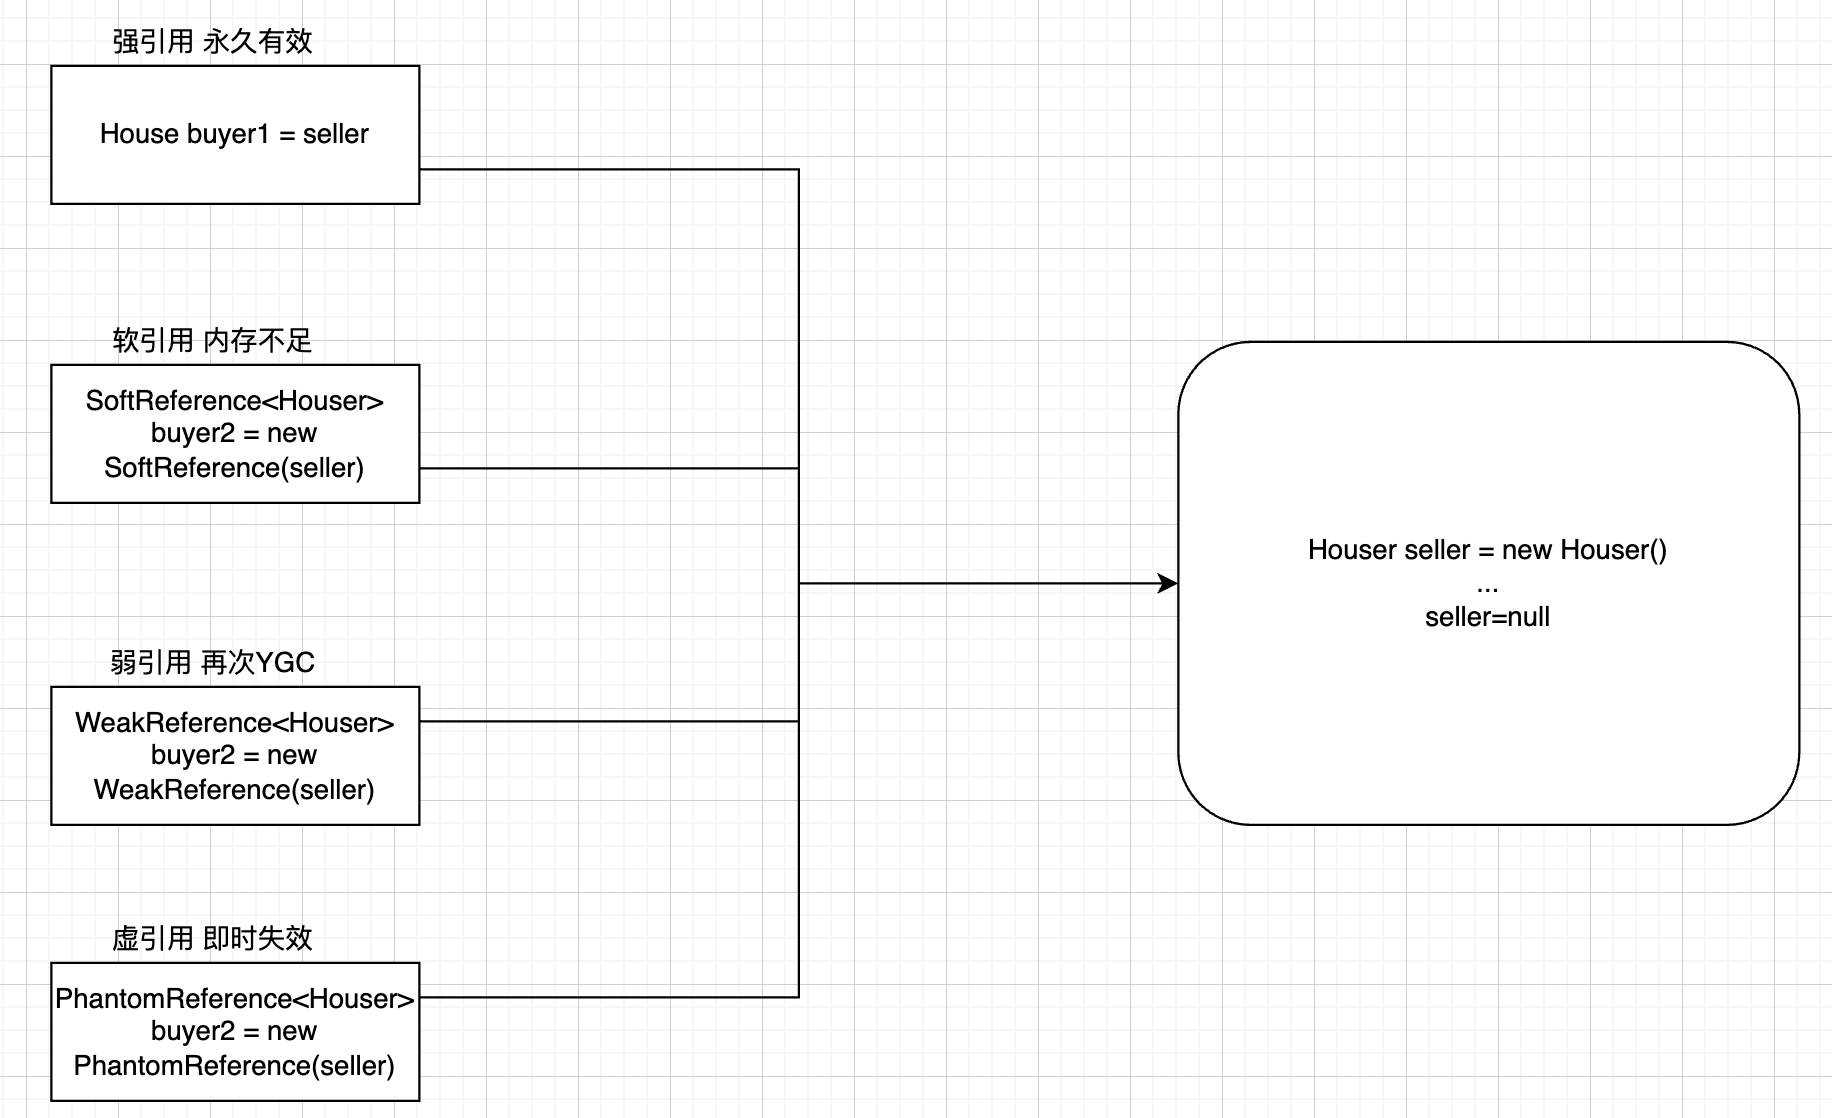 强引用 永久有效
House buyer1 = seller
软引用 内存不足
SoftReference<Houser>
buyer2 = new
SoftReference(seller)
弱引用 再次YGC
WeakReference<Houser>
buyer2 = new
WeakReference(seller)
虚引用 即时失效
PhantomReference<Houser>
buyer2 = new
PhantomReference(seller)
Houser seller = new Houser()
...
seller=null